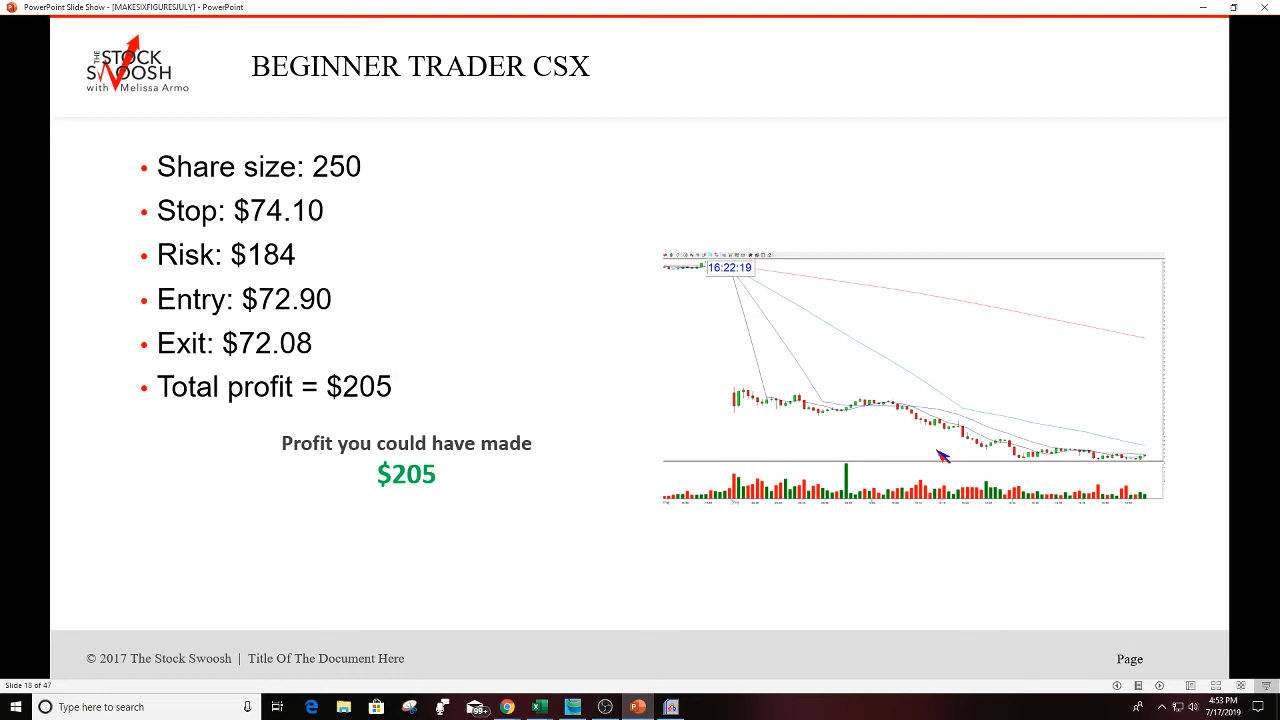 PowerPoint Slide Show - [MAKESIXFIGURESJULY] - PowerPoint
THE STOCK SWOOSH
with Melissa Armo
BEGINNER TRADER CSX
• Share size: 250
• Stop: $74.10
• Risk: $184
• Entry: $72.90
• Exit: $72.08
• Total profit = $205
Profit you could have made
$205
16:22:19
© 2017 The Stock Swoosh | Title Of The Document Here
Page
Slide 18 of 47
Type here to search
99+
4:53 PM
7/17/2019